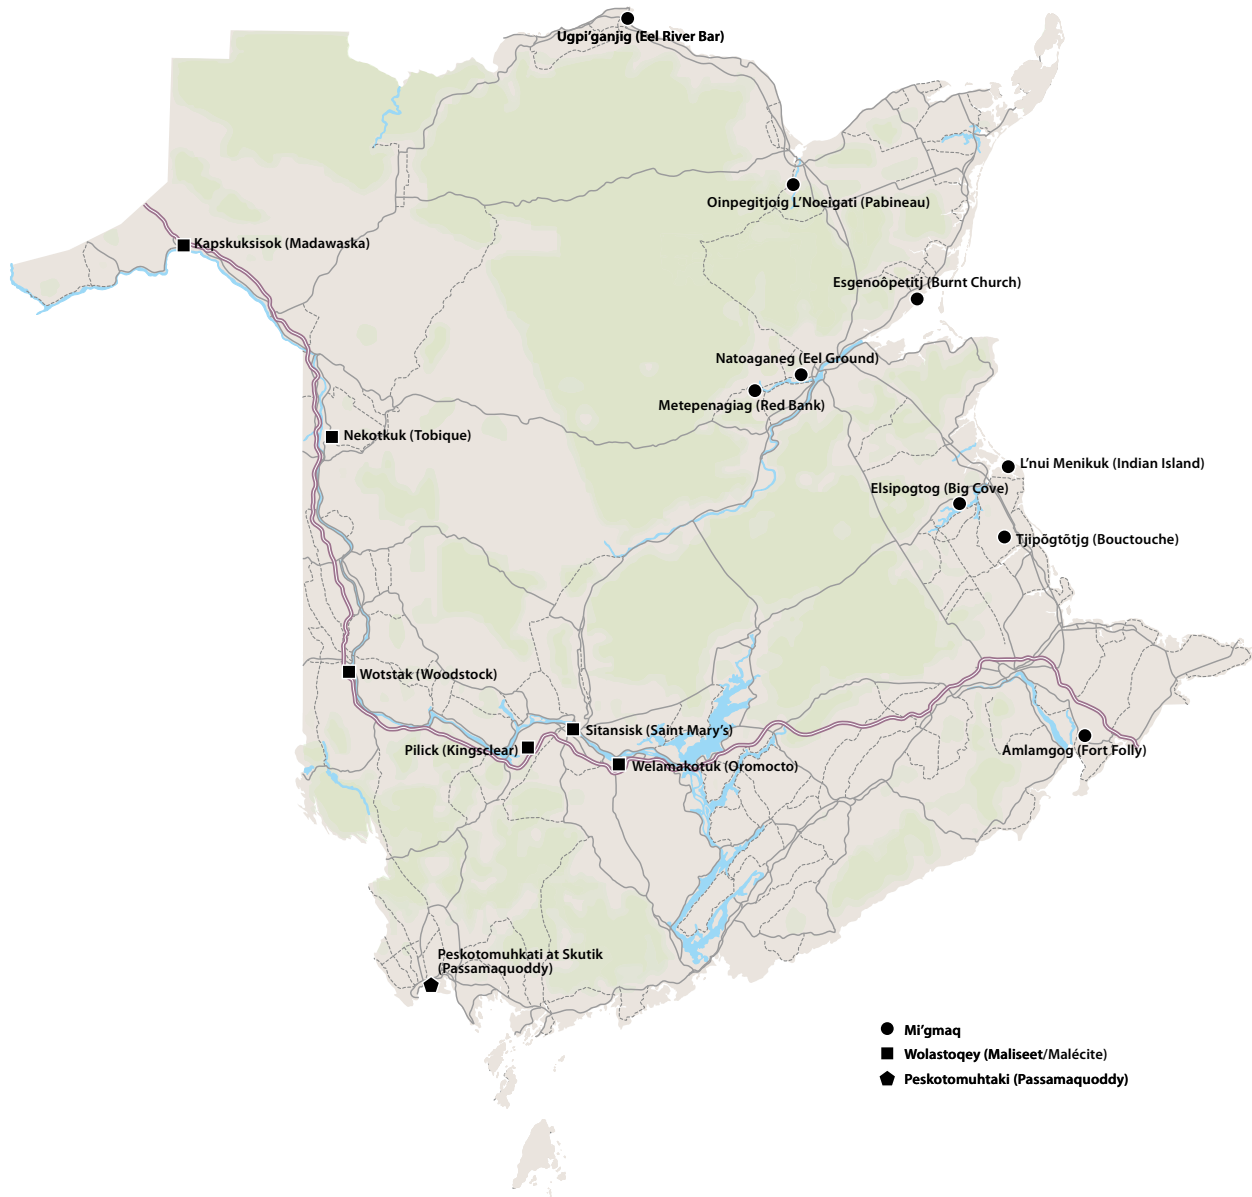 Ugpi'ganjig (Eel River Bar)
Oinpegitjoig L'Noeigati (Pabineau)
Kapskuksisok (Madawaska)
Esgenoôpetitj (Burnt Church)
Natoaganeg (Eel Ground)
Metepenagiag (Red Bank)
Nekotkuk (Tobique)
L'nui Menikuk (Indian Island)
Elsipogtog (Big Cove)
Tjipõgtõtjg (Bouctouche)
Wotstak (Woodstock)
Sitansisk (Saint Mary's)
Pilick (Kingsclear)
Amlamgog (Fort Folly)
Welamakotuk (Oromocto)
Peskotomuhkati at Skutik
(Passamaquoddy)
Mi'gmaq
Wolastoqey (Maliseet/Malécite)
Peskotomuhtaki (Passamaquoddy)